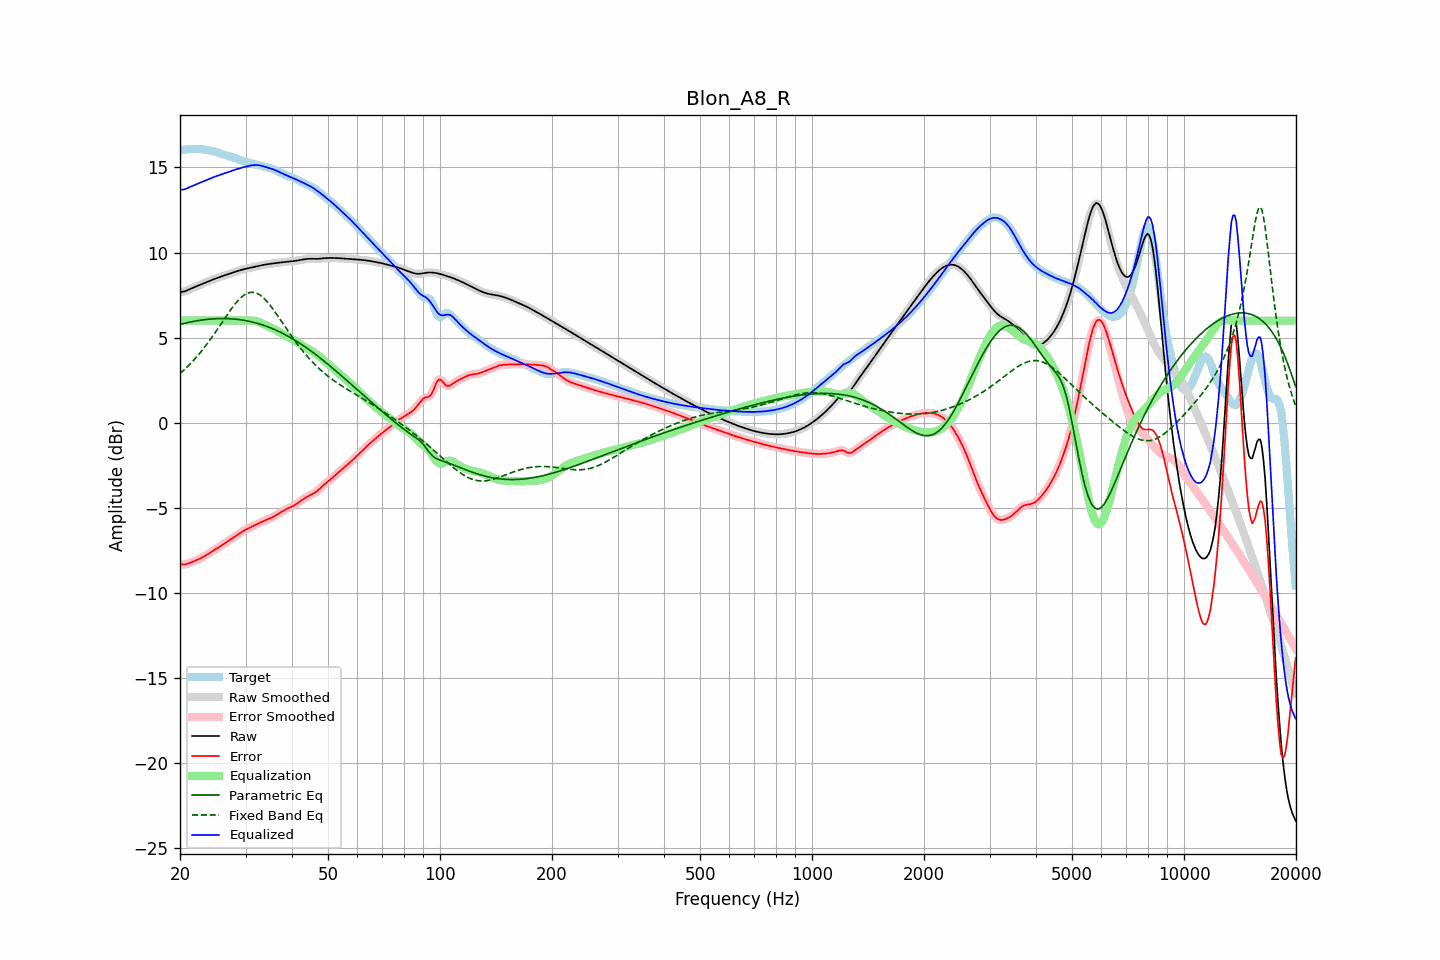 Blon_A8_R
15
10
5
0
−5
−10
−15
−20
−25
Amplitude (dBr)
Target
Raw Smoothed
Error Smoothed
Raw
Error
Equalization
Parametric Eq
Fixed Band Eq
Equalized
20 50 100 200 500 1000 2000 5000 10000 20000
Frequency (Hz)